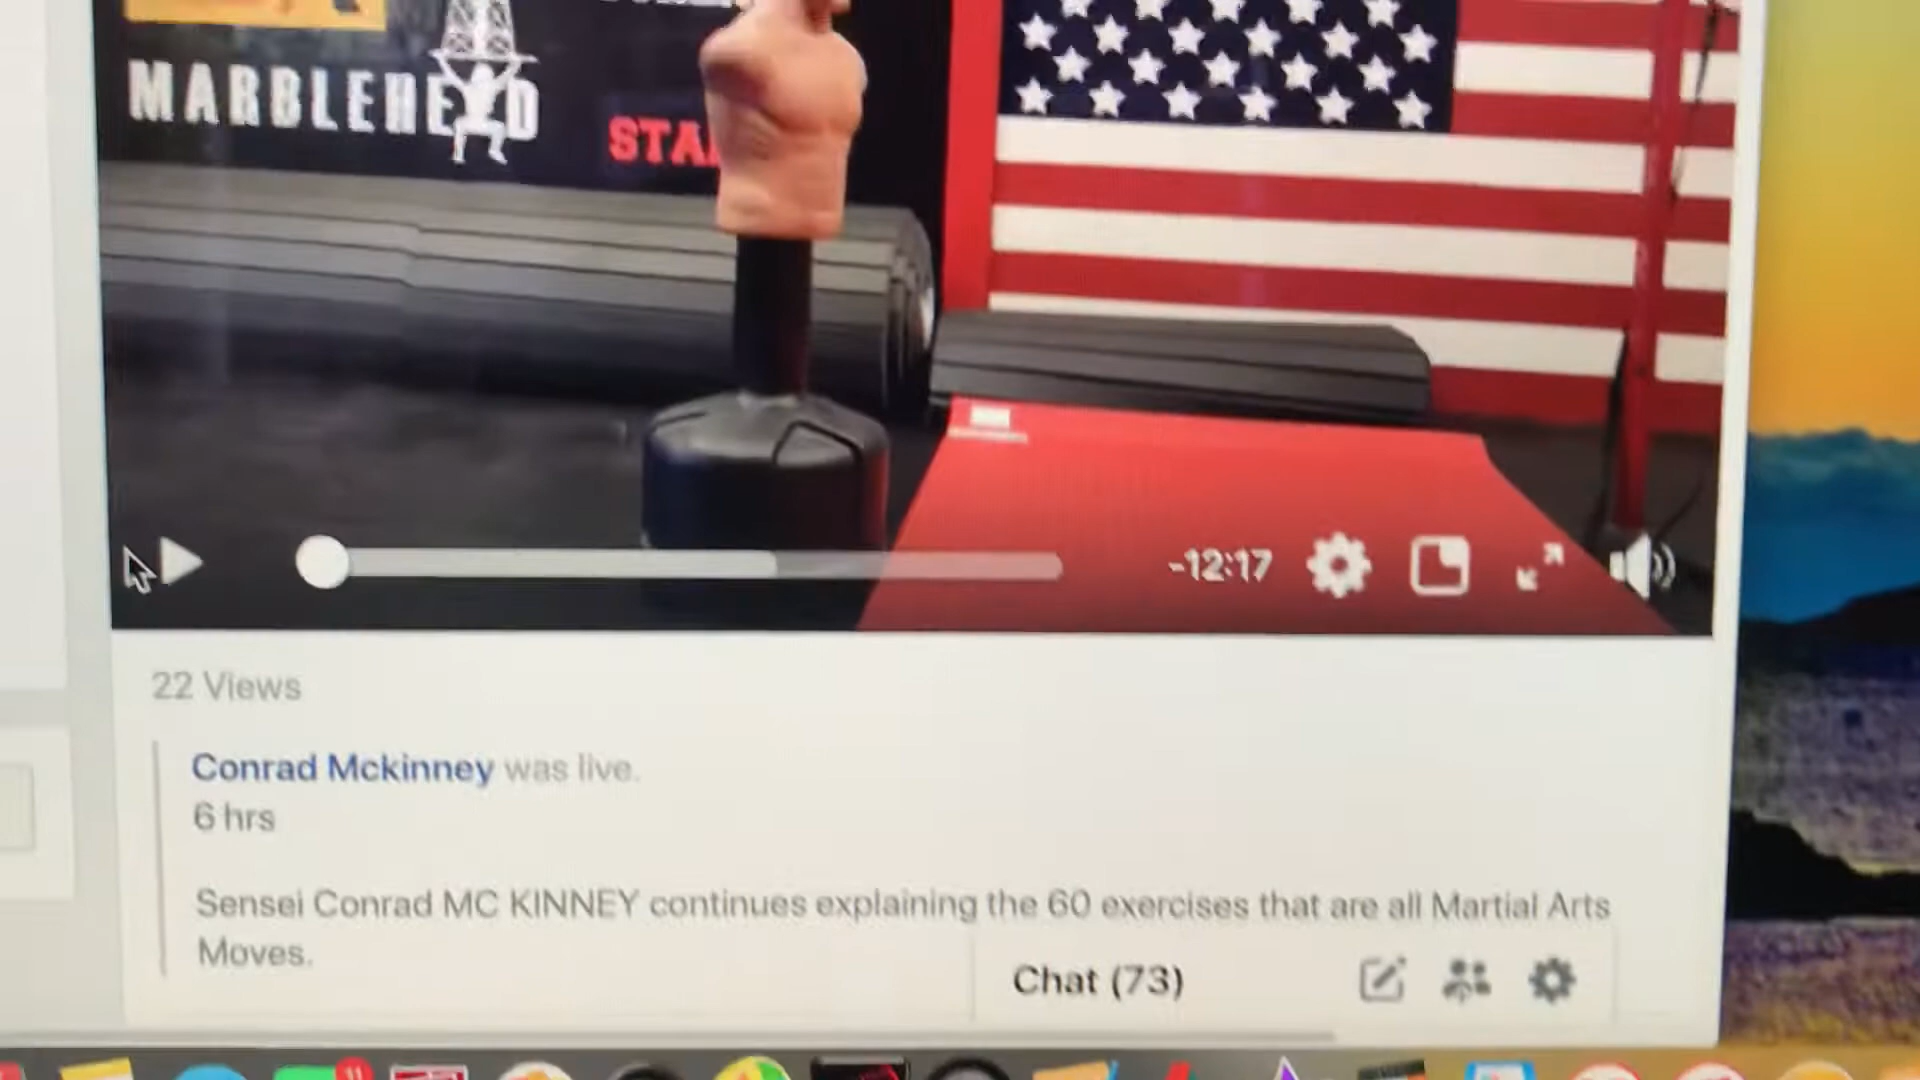 MARBLEHEAD
STA
-12:17
22 Views
Conrad Mckinney was live.
6 hrs
Sensei Conrad MC KINNEY continues explaining the 60 exercises that are all Martial Arts
Moves.
Chat (73)
11